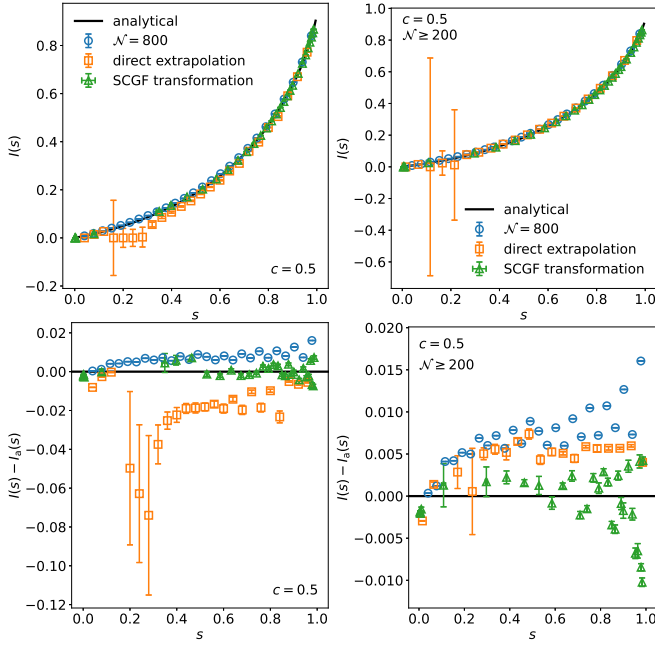 analytical
𝒩 = 800
direct extrapolation
SCGF transformation
c = 0.5
I(s)
0.8
0.6
0.4
0.2
0.0
−0.2
0.0 0.2 0.4 0.6 0.8 1.0
s
c = 0.5
𝒩 ≥ 200
analytical
𝒩 = 800
direct extrapolation
SCGF transformation
I(s)
0.8
0.6
0.4
0.2
0.0
−0.2
−0.4
−0.6
0.0 0.2 0.4 0.6 0.8 1.0
s
I(s) − Iₐ(s)
0.02
0.00
−0.02
−0.04
−0.06
−0.08
−0.10
−0.12
c = 0.5
0.0 0.2 0.4 0.6 0.8 1.0
s
c = 0.5
𝒩 ≥ 200
I(s) − Iₐ(s)
0.020
0.015
0.010
0.005
0.000
−0.005
−0.010
0.0 0.2 0.4 0.6 0.8 1.0
s